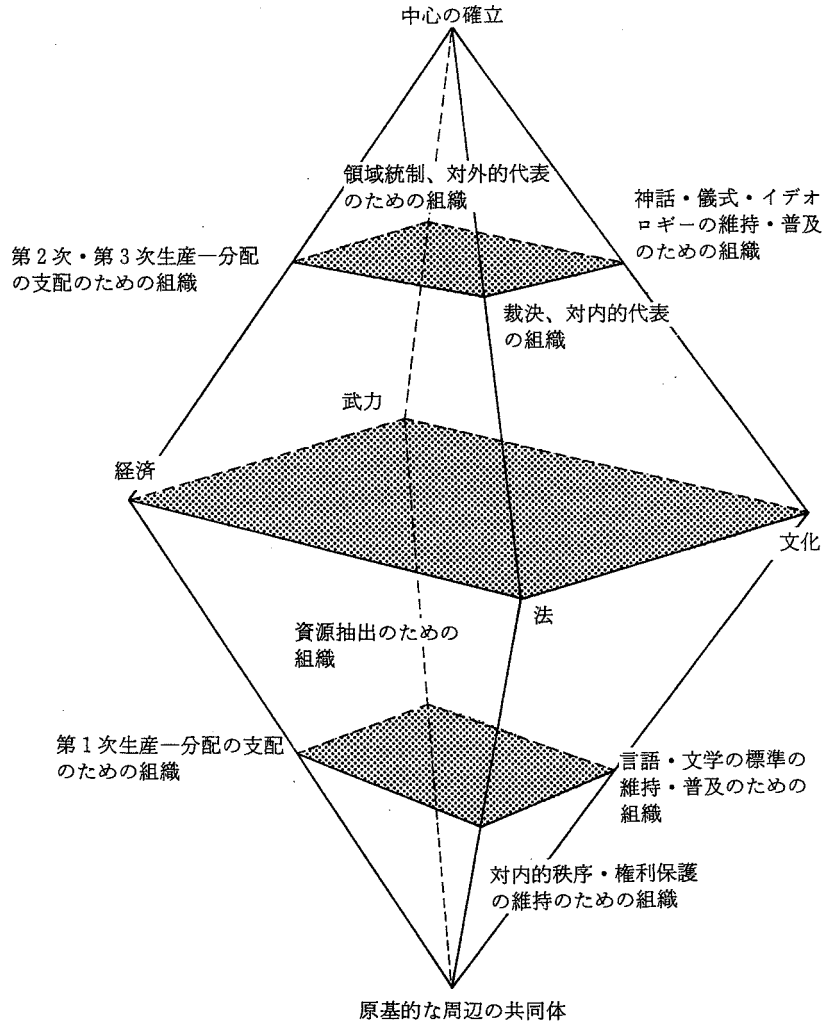 中心の確立
領域統制、対外的代表
のための組織
神話・儀式・イデオ
ロギーの維持・普及
のための組織
第2次・第3次生産―分配
の支配のための組織
裁決、対内的代表
の組織
武力
経済
文化
法
資源抽出のための
組織
第1次生産―分配の支配
のための組織
言語・文学の標準の
維持・普及のための
組織
対内的秩序・権利保護
の維持のための組織
原基的な周辺の共同体